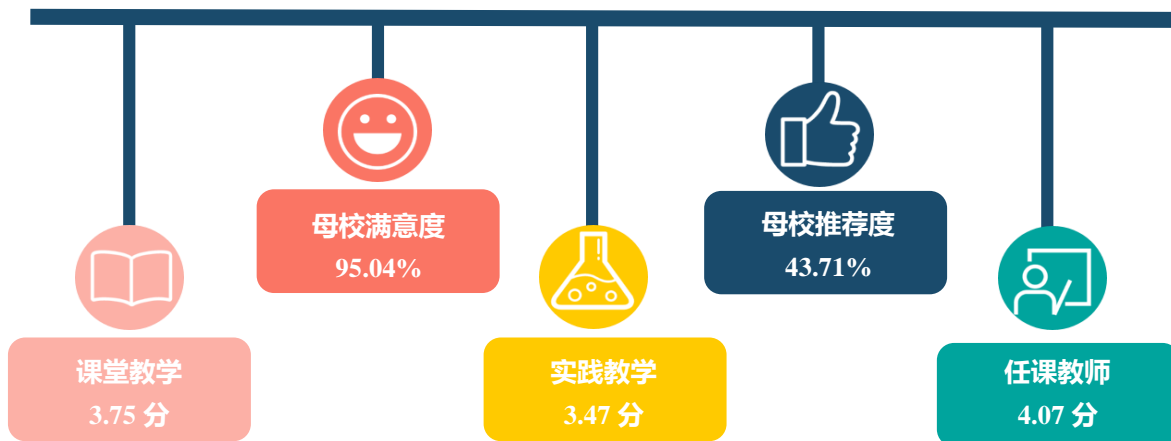 母校满意度
95.04%
母校推荐度
43.71%
课堂教学
3.75 分
实践教学
3.47 分
任课教师
4.07 分